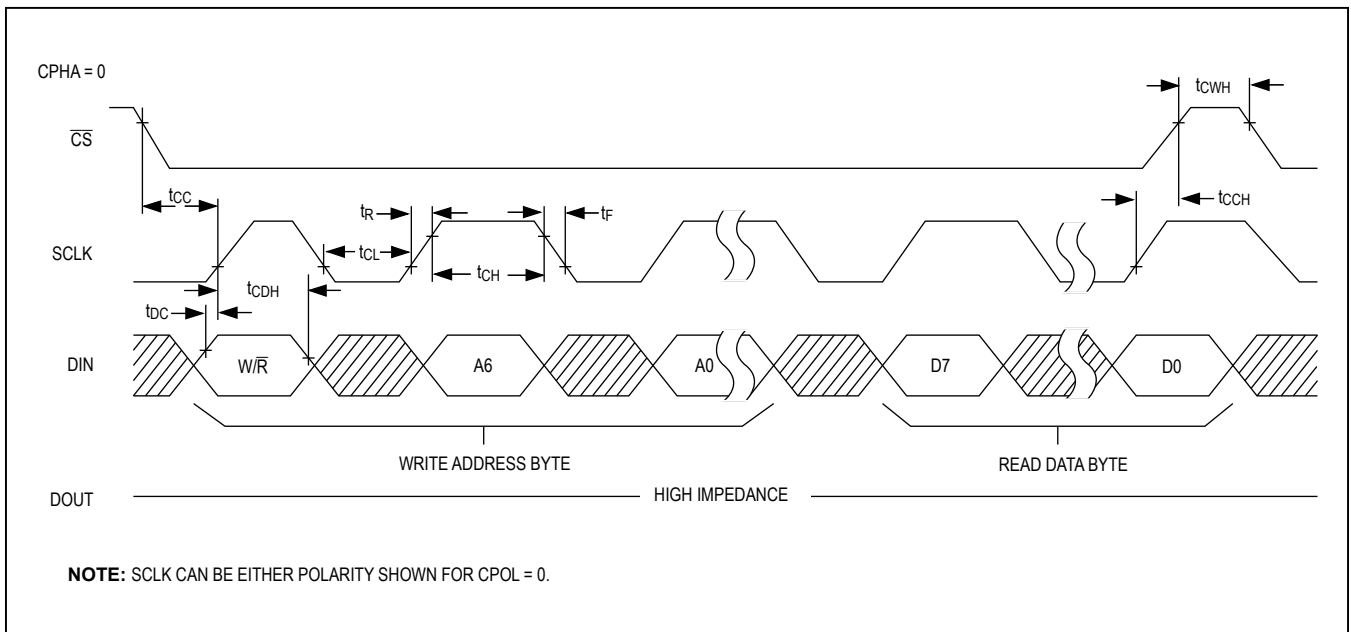 CPHA = 0
tCWH
CS
tCC
tR
tF
tCCH
SCLK
tCL
tCH
tCDH
tDC
DIN
W/R
A6
A0
D7
D0
WRITE ADDRESS BYTE
READ DATA BYTE
DOUT
HIGH IMPEDANCE
NOTE: SCLK CAN BE EITHER POLARITY SHOWN FOR CPOL = 0.